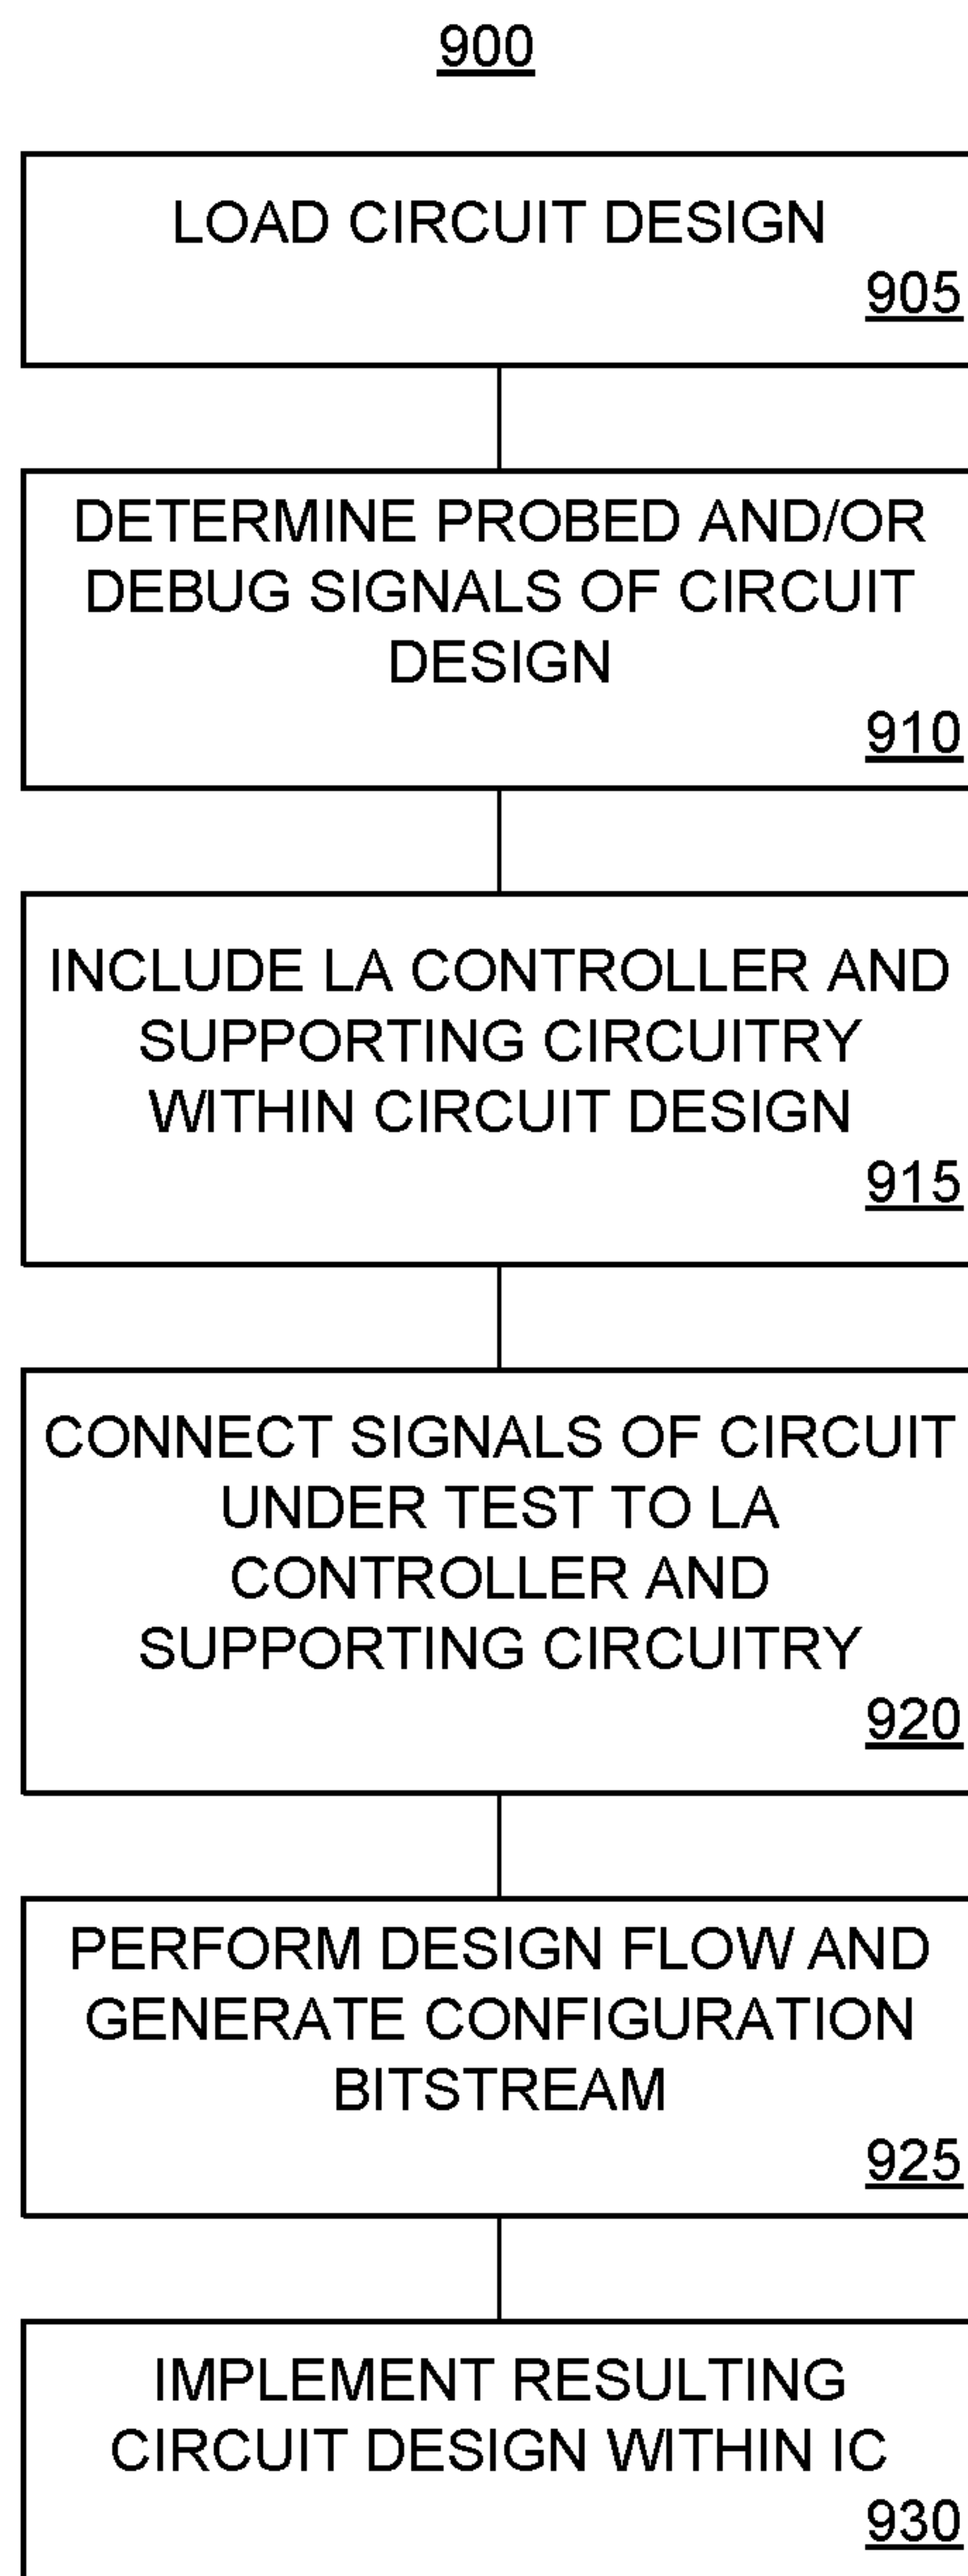 900
LOAD CIRCUIT DESIGN
905
DETERMINE PROBED AND/OR
DEBUG SIGNALS OF CIRCUIT
DESIGN
910
INCLUDE LA CONTROLLER AND
SUPPORTING CIRCUITRY
WITHIN CIRCUIT DESIGN
915
CONNECT SIGNALS OF CIRCUIT
UNDER TEST TO LA
CONTROLLER AND
SUPPORTING CIRCUITRY
920
PERFORM DESIGN FLOW AND
GENERATE CONFIGURATION
BITSTREAM
925
IMPLEMENT RESULTING
CIRCUIT DESIGN WITHIN IC
930